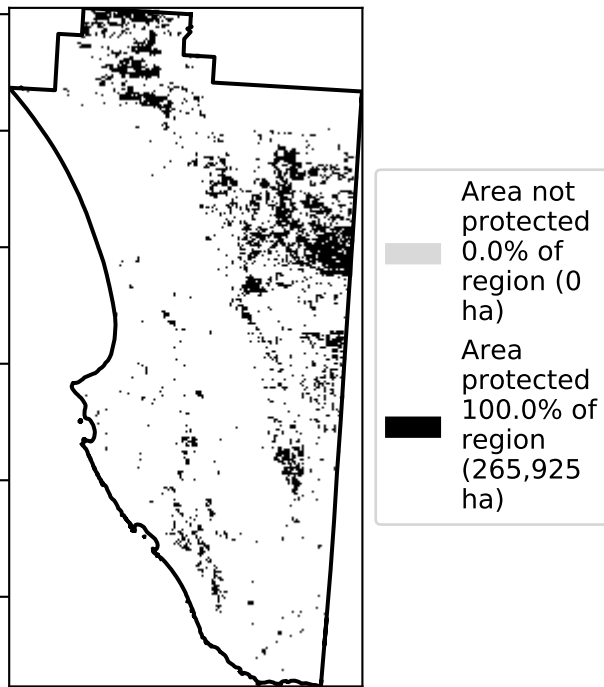 Area not
protected
0.0% of
region (0
ha)
Area
protected
100.0% of
region
(265,925
ha)